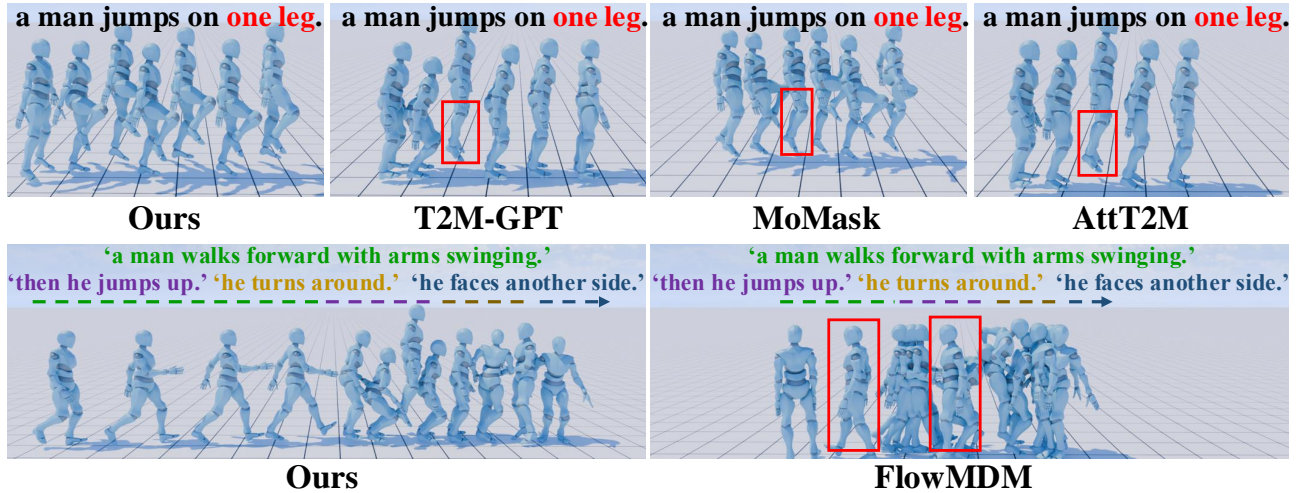 a man jumps on one leg.
a man jumps on one leg.
a man jumps on one leg.
a man jumps on one leg.
Ours
T2M-GPT
MoMask
AttT2M
‘a man walks forward with arms swinging.’
‘then he jumps up.’ ‘he turns around.’ ‘he faces another side.’
Ours
‘a man walks forward with arms swinging.’
‘then he jumps up.’ ‘he turns around.’ ‘he faces another side.’
FlowMDM